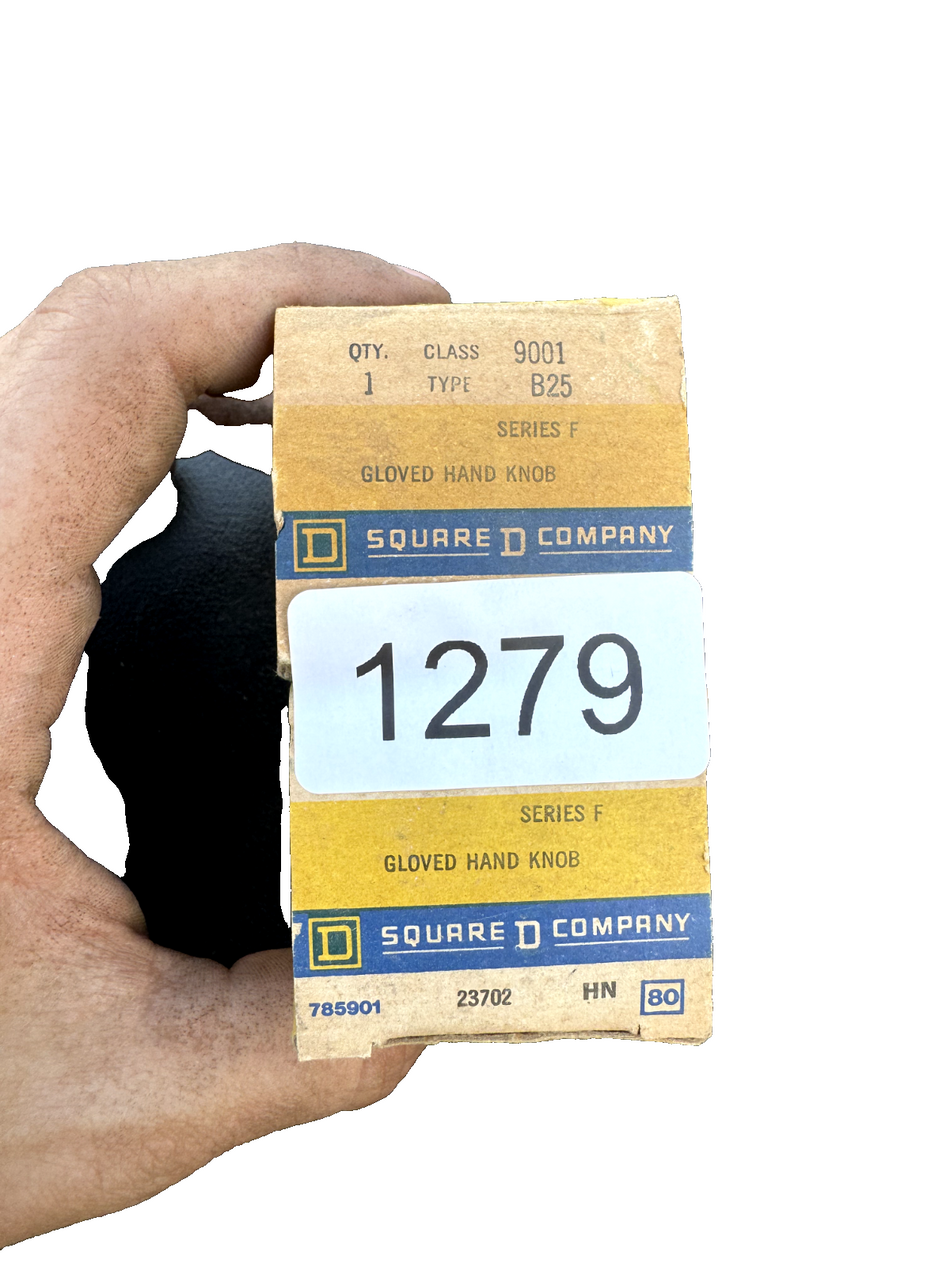 QTY. CLASS 9001
1 TYPE B25
SERIES F
GLOVED HAND KNOB
D SQUARE D COMPANY
1279
SERIES F
GLOVED HAND KNOB
D SQUARE D COMPANY
785901 23702 HN 80